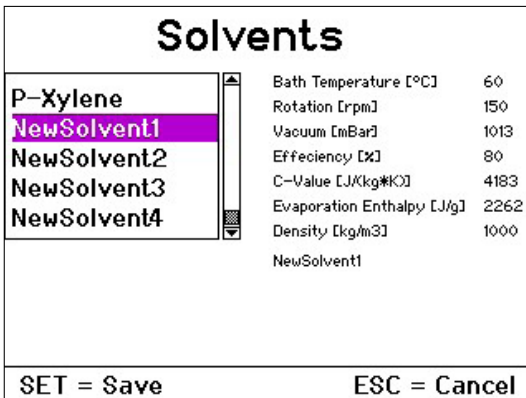 Solvents
P-Xylene
NewSolvent1
NewSolvent2
NewSolvent3
NewSolvent4
Bath Temperature [°C] 60
Rotation [rpm] 150
Vacuum [mBar] 1013
Effeciency [%] 80
C-Value [J/(kg*K)] 4183
Evaporation Enthalpy [J/g] 2262
Density [kg/m3] 1000
NewSolvent1
SET = Save ESC = Cancel